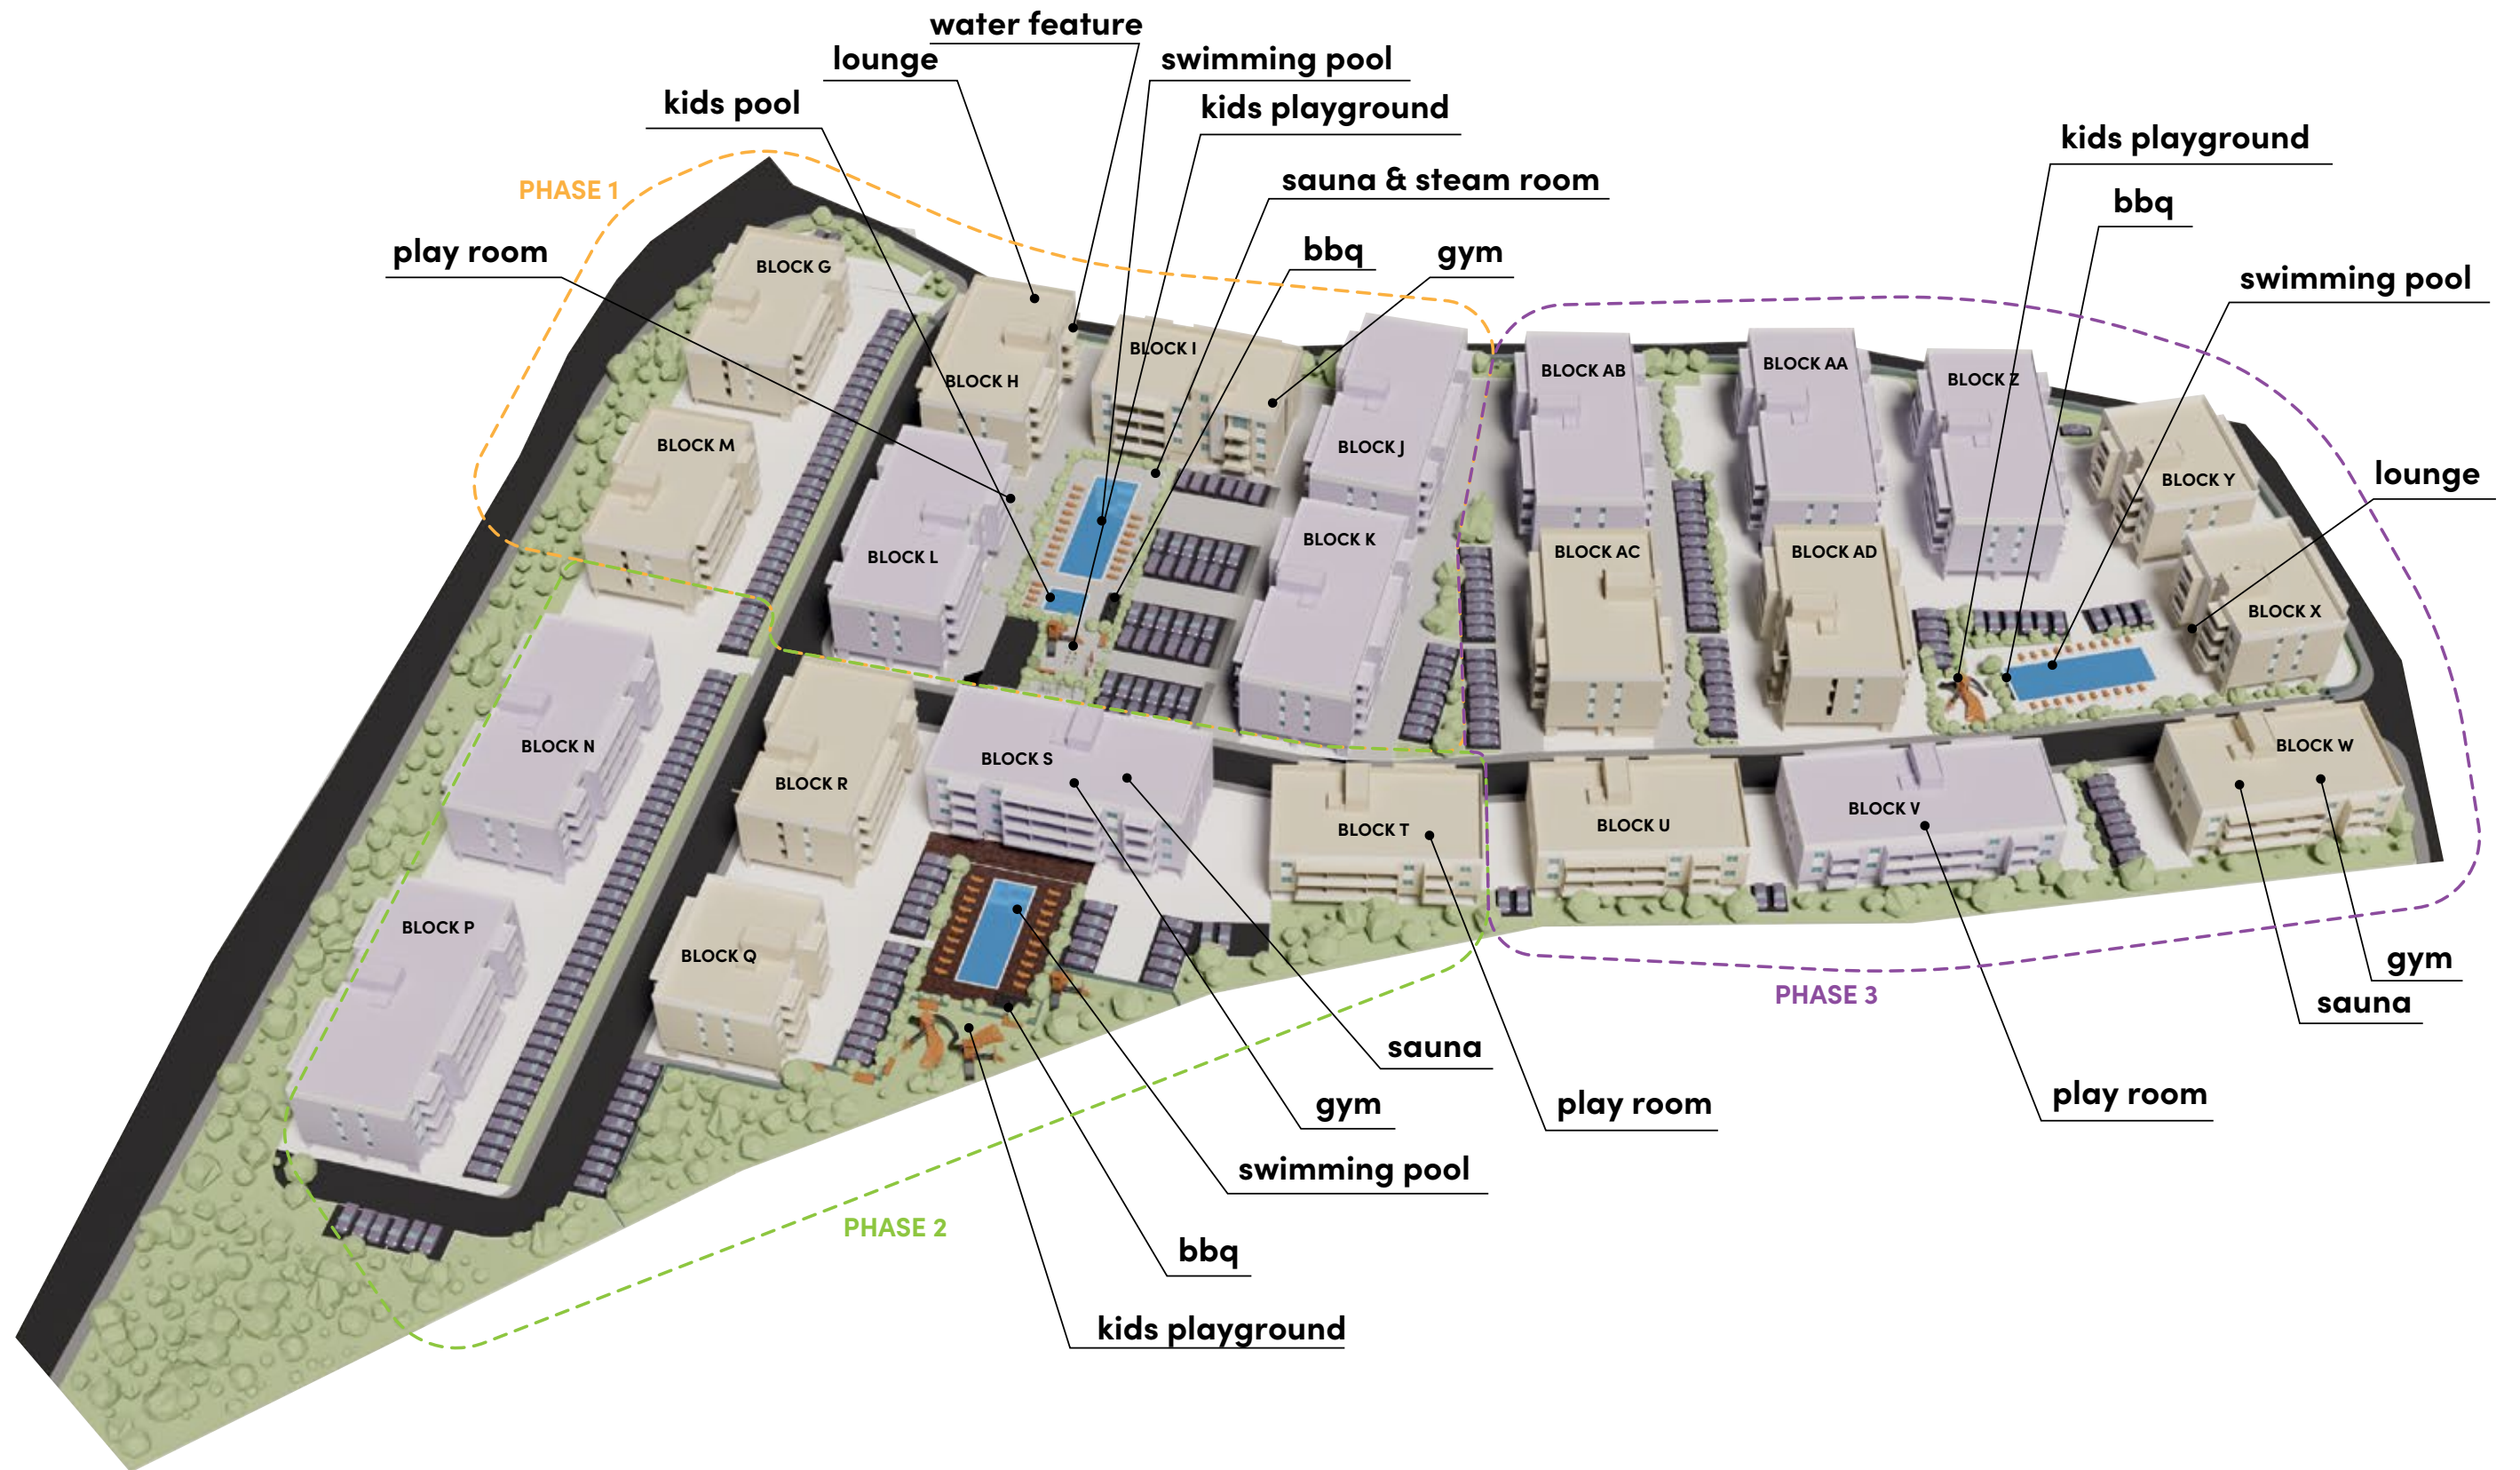 water feature
lounge
swimming pool
kids pool
kids playground
kids playground
sauna & steam room
PHASE 1
bbq
play room
bbq
gym
swimming pool
BLOCK G
BLOCK I
BLOCK AB
BLOCK AA
BLOCK Z
BLOCK H
BLOCK M
BLOCK J
lounge
BLOCK Y
BLOCK L
BLOCK K
BLOCK AC
BLOCK AD
BLOCK X
BLOCK N
BLOCK S
BLOCK W
BLOCK R
BLOCK T
BLOCK U
BLOCK V
BLOCK P
BLOCK Q
gym
PHASE 3
sauna
sauna
gym
play room
play room
swimming pool
PHASE 2
bbq
kids playground